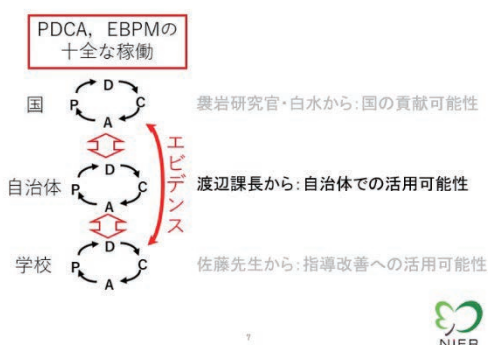 PDCA, EBPMの
十全な稼働
国
P D C A
袰岩研究官・白水から:国の貢献可能性
エビデンス
自治体
P D C A
渡辺課長から:自治体での活用可能性
学校
P D C A
佐藤先生から:指導改善への活用可能性
7
NIER